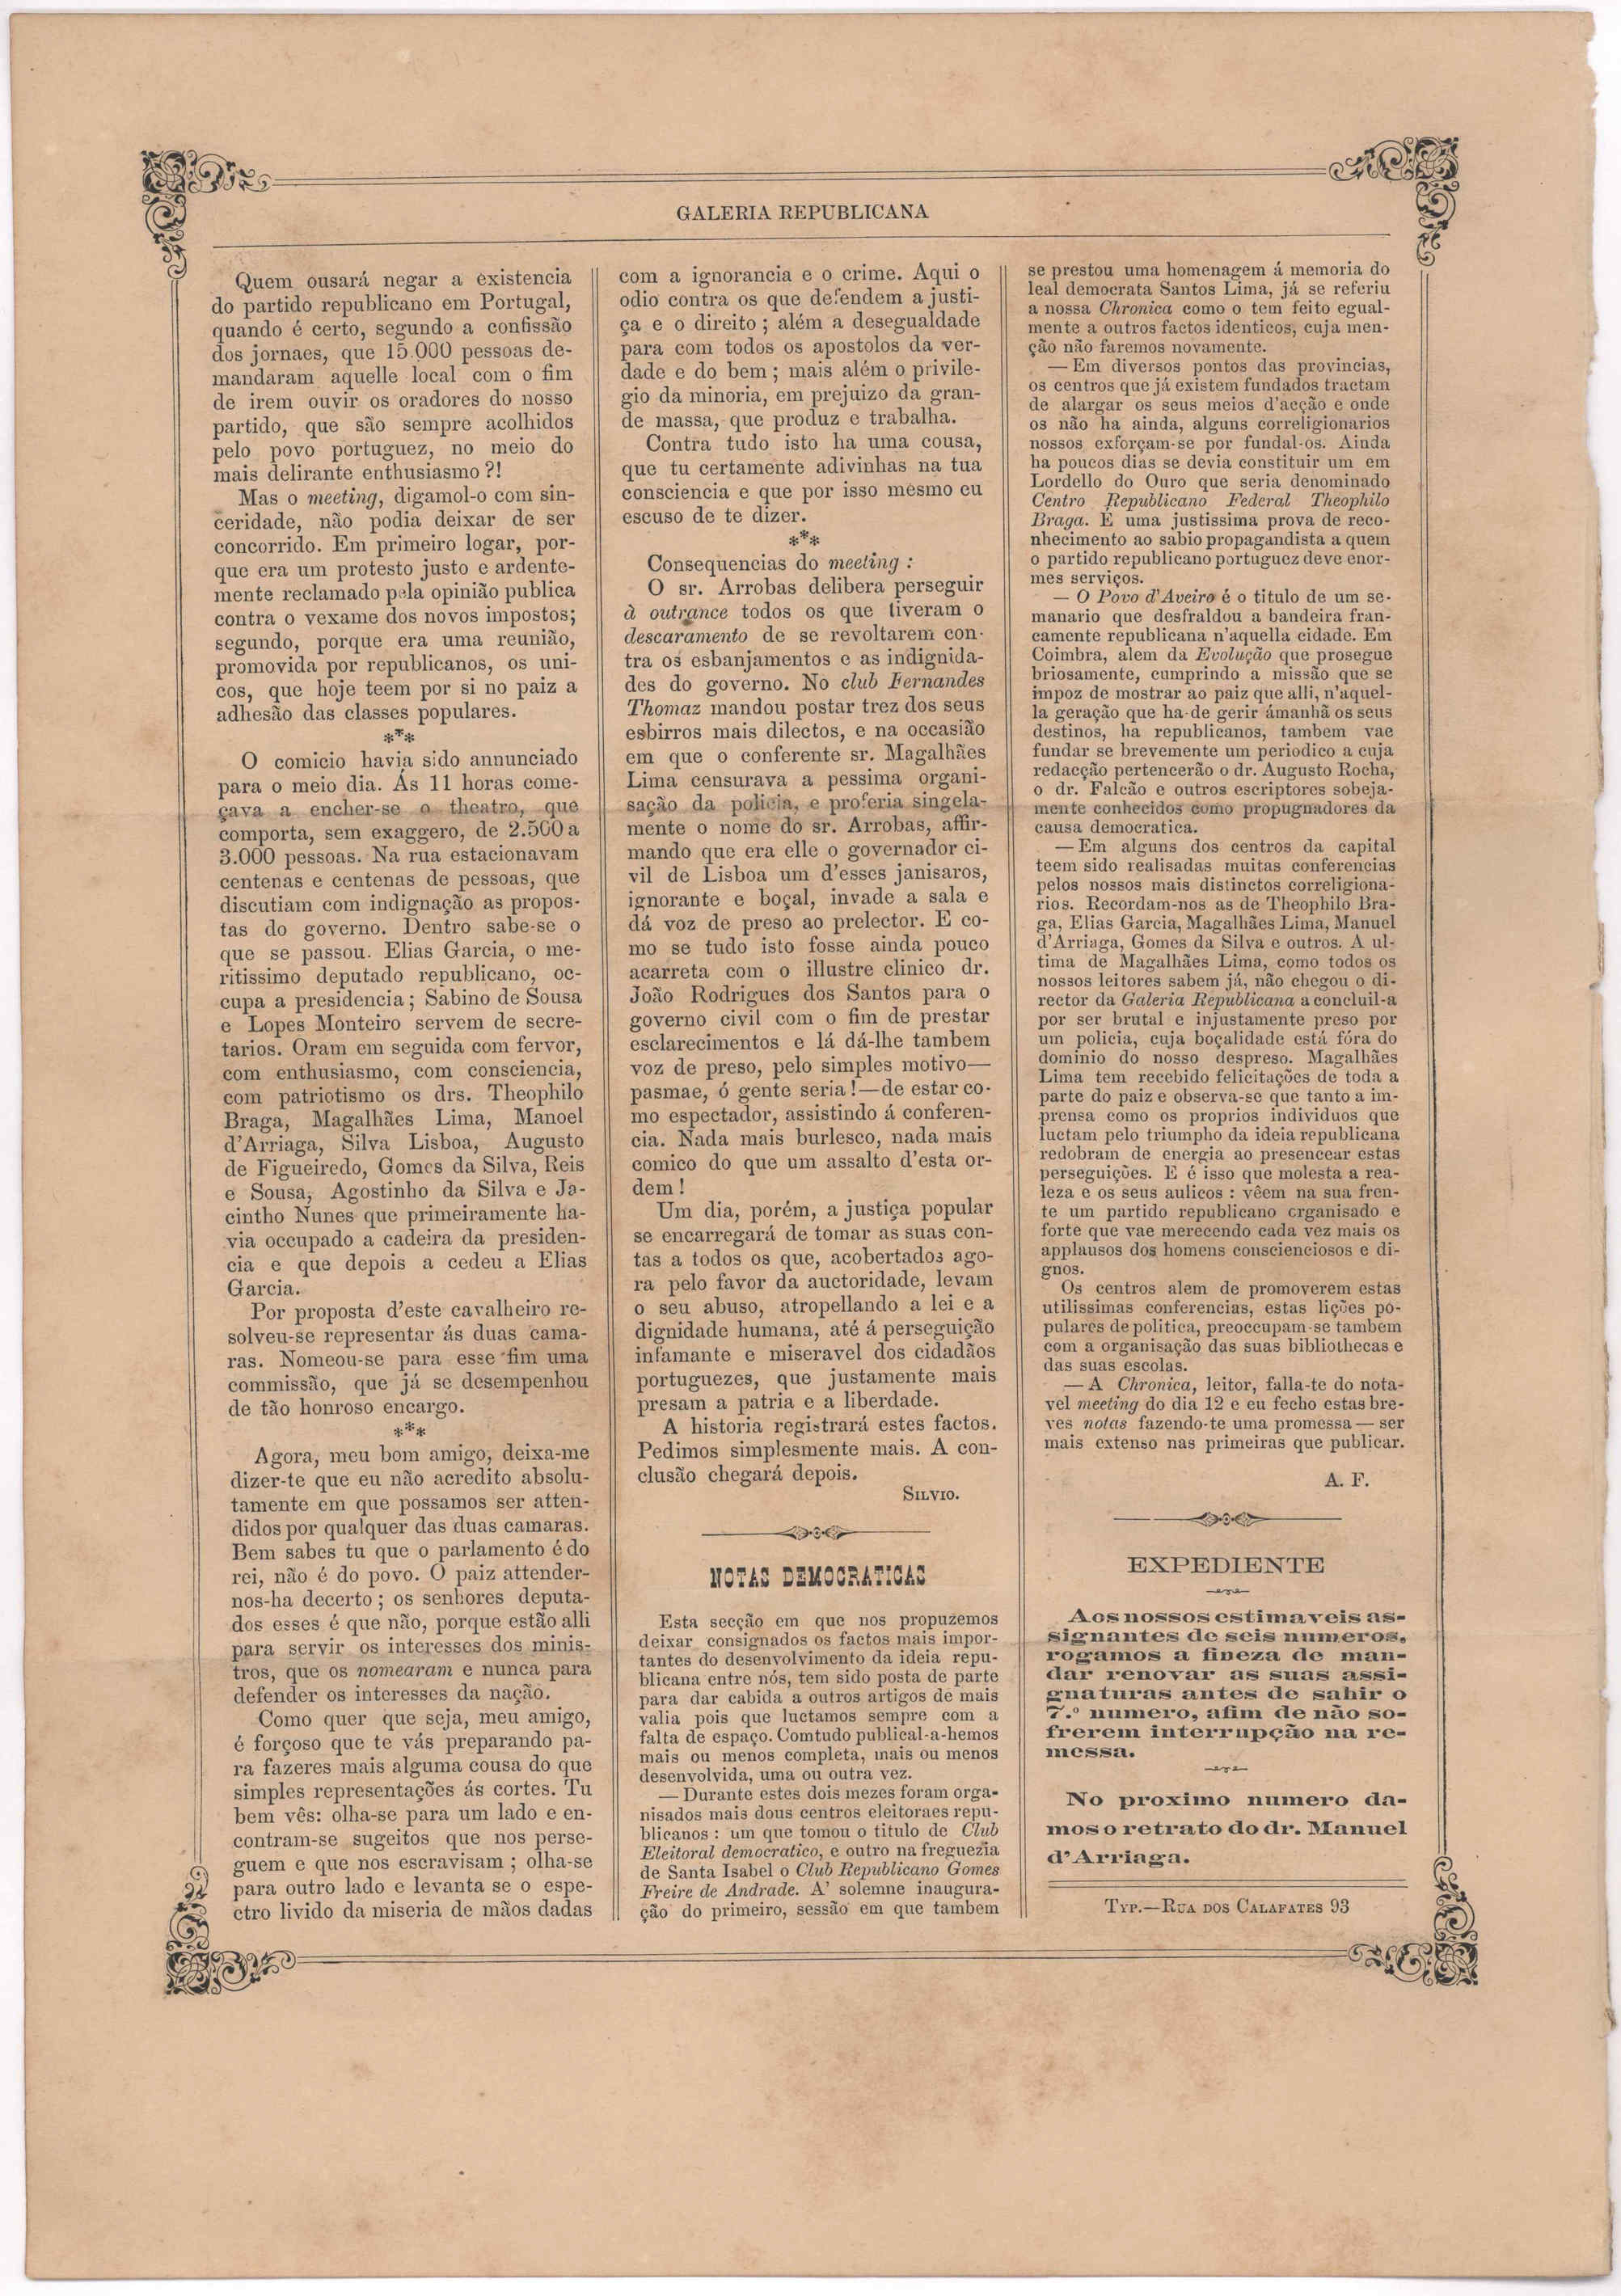 GALERIA REPUBLICANA
Quem ousará negar a existencia
do partido republicano em Portugal,
quando é certo, segundo a confissão
dos jornaes, que 15.000 pessoas de-
mandaram aquelle local com o fim
de irem ouvir os oradores do nosso
partido, que são sempre acolhidos
pelo povo portuguez, no meio do
mais delirante enthusiasmo ?!
Mas o meeting, digamol-o com sin-
ceridade, não podia deixar de ser
concorrido. Em primeiro logar, por-
que era um protesto justo e ardente-
mente reclamado pela opinião publica
contra o vexame dos novos impostos;
segundo, porque era uma reunião,
promovida por republicanos, os uni-
cos, que hoje teem por si no paiz a
adhesão das classes populares.
***
O comicio havia sido annunciado
para o meio dia. Ás 11 horas come-
çava a encher-se o theatro, que
comporta, sem exaggero, de 2.500 a
3.000 pessoas. Na rua estacionavam
centenas e centenas de pessoas, que
discutiam com indignação as propos-
tas do governo. Dentro sabe-se o
que se passou. Elias Garcia, o me-
ritissimo deputado republicano, oc-
cupa a presidencia ; Sabino de Sousa
e Lopes Monteiro servem de secre-
tarios. Oram em seguida com fervor,
com enthusiasmo, com consciencia,
com patriotismo os drs. Theophilo
Braga, Magalhães Lima, Manoel
d'Arriaga, Silva Lisboa, Augusto
de Figueiredo, Gomes da Silva, Reis
e Sousa, Agostinho da Silva e Ja-
cintho Nunes que primeiramente ha-
via occupado a cadeira da presiden-
cia e que depois a cedeu a Elias
Garcia.
Por proposta d'este cavalheiro re-
solveu-se representar ás duas cama-
ras. Nomeou-se para esse fim uma
commissão, que já se desempenhou
de tão honroso encargo.
***
Agora, meu bom amigo, deixa-me
dizer-te que eu não acredito absolu-
tamente em que possamos ser atten-
didos por qualquer das duas camaras.
Bem sabes tu que o parlamento é do
rei, não é do povo. O paiz attender-
nos-ha decerto ; os senhores deputa-
dos esses é que não, porque estão alli
para servir os interesses dos minis-
tros, que os nomearam e nunca para
defender os interesses da nação.
Como quer que seja, meu amigo,
é forçoso que te vás preparando pa-
ra fazeres mais alguma cousa do que
simples representações ás cortes. Tu
bem vês: olha-se para um lado e en-
contram-se sugeitos que nos perse-
guem e que nos escravisam ; olha-se
para outro lado e levanta se o espe-
ctro livido da miseria de mãos dadas
com a ignorancia e o crime. Aqui o
odio contra os que defendem a justi-
ça e o direito ; além a desegualdade
para com todos os apostolos da ver-
dade e do bem ; mais além o privile-
gio da minoria, em prejuizo da gran-
de massa, que produz e trabalha.
Contra tudo isto ha uma cousa,
que tu certamente adivinhas na tua
consciencia e que por isso mesmo eu
escuso de te dizer.
***
Consequencias do meeting :
O sr. Arrobas delibera perseguir
à outrance todos os que tiveram o
descaramento de se revoltarem con-
tra os esbanjamentos e as indignida-
des do governo. No club Fernandes
Thomaz mandou postar trez dos seus
esbirros mais dilectos, e na occasião
em que o conferente sr. Magalhães
Lima censurava a pessima organi-
sação da policia, e proferia singela-
mente o nome do sr. Arrobas, affir-
mando que era elle o governador ci-
vil de Lisboa um d'esses janisaros,
ignorante e boçal, invade a sala e
dá voz de preso ao prelector. E co-
mo se tudo isto fosse ainda pouco
acarreta com o illustre clinico dr.
João Rodrigues dos Santos para o
governo civil com o fim de prestar
esclarecimentos e lá dá-lhe tambem
voz de preso, pelo simples motivo—
pasmae, ó gente seria !—de estar co-
mo espectador, assistindo á conferen-
cia. Nada mais burlesco, nada mais
comico do que um assalto d'esta or-
dem !
Um dia, porém, a justiça popular
se encarregará de tomar as suas con-
tas a todos os que, acobertados ago-
ra pelo favor da auctoridade, levam
o seu abuso, atropellando a lei e a
dignidade humana, até á perseguição
infamante e miseravel dos cidadãos
portuguezes, que justamente mais
presam a patria e a liberdade.
A historia registrará estes factos.
Pedimos simplesmente mais. A con-
clusão chegará depois.
SILVIO.
NOTAS DEMOCRATICAS
Esta secção em que nos propuzemos
deixar consignados os factos mais impor-
tantes do desenvolvimento da ideia repu-
blicana entre nós, tem sido posta de parte
para dar cabida a outros artigos de mais
valia pois que luctamos sempre com a
falta de espaço. Comtudo publical-a-hemos
mais ou menos completa, mais ou menos
desenvolvida, uma ou outra vez.
— Durante estes dois mezes foram orga-
nisados mais dous centros eleitoraes repu-
blicanos : um que tomou o titulo de Club
Eleitoral democratico, e outro na freguezia
de Santa Isabel o Club Republicano Gomes
Freire de Andrade. A' solemne inaugura-
ção do primeiro, sessão em que tambem
se prestou uma homenagem á memoria do
leal democrata Santos Lima, já se referiu
a nossa Chronica como o tem feito egual-
mente a outros factos identicos, cuja men-
ção não faremos novamente.
— Em diversos pontos das provincias,
os centros que já existem fundados tractam
de alargar os seus meios d'acção e onde
os não ha ainda, alguns correligionarios
nossos exforçam-se por fundal-os. Ainda
ha poucos dias se devia constituir um em
Lordello do Ouro que seria denominado
Centro Republicano Federal Theophilo
Braga. É uma justissima prova de reco-
nhecimento ao sabio propagandista a quem
o partido republicano portuguez deve enor-
mes serviços.
— O Povo d'Aveiro é o titulo de um se-
manario que desfraldou a bandeira fran-
camente republicana n'aquella cidade. Em
Coimbra, alem da Evolução que prosegue
briosamente, cumprindo a missão que se
impoz de mostrar ao paiz que alli, n'aquel-
la geração que ha-de gerir ámanhã os seus
destinos, ha republicanos, tambem vae
fundar se brevemente um periodico a cuja
redacção pertencerão o dr. Augusto Rocha,
o dr. Falcão e outros escriptores sobeja-
mente conhecidos como propugnadores da
causa democratica.
— Em alguns dos centros da capital
teem sido realisadas muitas conferencias
pelos nossos mais distinctos correligiona-
rios. Recordam-nos as de Theophilo Bra-
ga, Elias Garcia, Magalhães Lima, Manuel
d'Arriaga, Gomes da Silva e outros. A ul-
tima de Magalhães Lima, como todos os
nossos leitores sabem já, não chegou o di-
rector da Galeria Republicana a concluil-a
por ser brutal e injustamente preso por
um policia, cuja boçalidade está fóra do
dominio do nosso despreso. Magalhães
Lima tem recebido felicitações de toda a
parte do paiz e observa-se que tanto a im-
prensa como os proprios individuos que
luctam pelo triumpho da ideia republicana
redobram de energia ao presencear estas
perseguições. E é isso que molesta a rea-
leza e os seus aulicos : vêem na sua fren-
te um partido republicano organisado e
forte que vae merecendo cada vez mais os
applausos dos homens conscienciosos e di-
gnos.
Os centros alem de promoverem estas
utilissimas conferencias, estas lições po-
pulares de politica, preoccupam-se tambem
com a organisação das suas bibliothecas e
das suas escolas.
— A Chronica, leitor, falla-te do nota-
vel meeting do dia 12 e eu fecho estas bre-
ves notas fazendo-te uma promessa — ser
mais extenso nas primeiras que publicar.
A. F.
EXPEDIENTE
Aos nossos estimaveis as-
signantes de seis numeros,
rogamos a fineza de man-
dar renovar as suas assi-
gnaturas antes de sahir o
7.º numero, afim de não so-
frerem interrupção na re-
messa.
No proximo numero da-
mos o retrato do dr. Manuel
d'Arriaga.
TYP.—RUA DOS CALAFATES 93